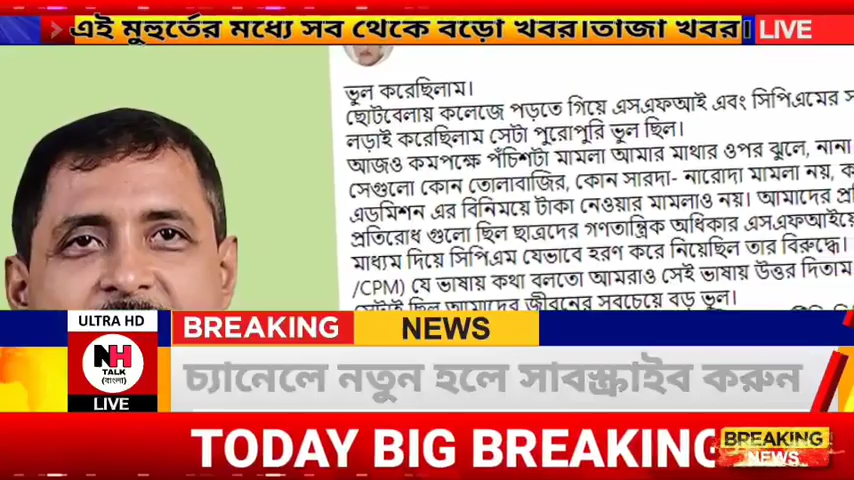 এই মুহুর্তের মধ্যে সব থেকে বড়ো খবর।তাজা খবর।
LIVE
ভুল করেছিলাম।
ছোটবেলায় কলেজে পড়তে গিয়ে এসএফআই এবং সিপিএমের
লড়াই করেছিলাম সেটা পুরোপুরি ভুল ছিল।
আজও কমপক্ষে পঁচিশটা মামলা আমার মাথার ওপর ঝুলে, নানা
সেগুলো কোন তোলাবাজির, কোন সারদা- নারোদা মামলা নয়,
এডমিশন এর বিনিময়ে টাকা নেওয়ার মামলাও নয়। আমাদের
প্রতিরোধ গুলো ছিল ছাত্রদের গণতান্ত্রিক অধিকার
মাধ্যম দিয়ে সিপিএম যেভাবে হরণ করে নিয়েছিল তার বিরুদ্ধে।
/CPM) যে ভাষায় কথা বলতো আমরাও সেই ভাষায় উত্তর দিতাম
সেটাই ছিল আমাদের জীবনের সবচেয়ে বড় ভুল।
ULTRA HD
BREAKING NEWS
NH
TALK
(বাংলা)
LIVE
চ্যানেলে নতুন হলে সাবস্ক্রাইব করুন
TODAY BIG BREAKING
BREAKING
NEWS